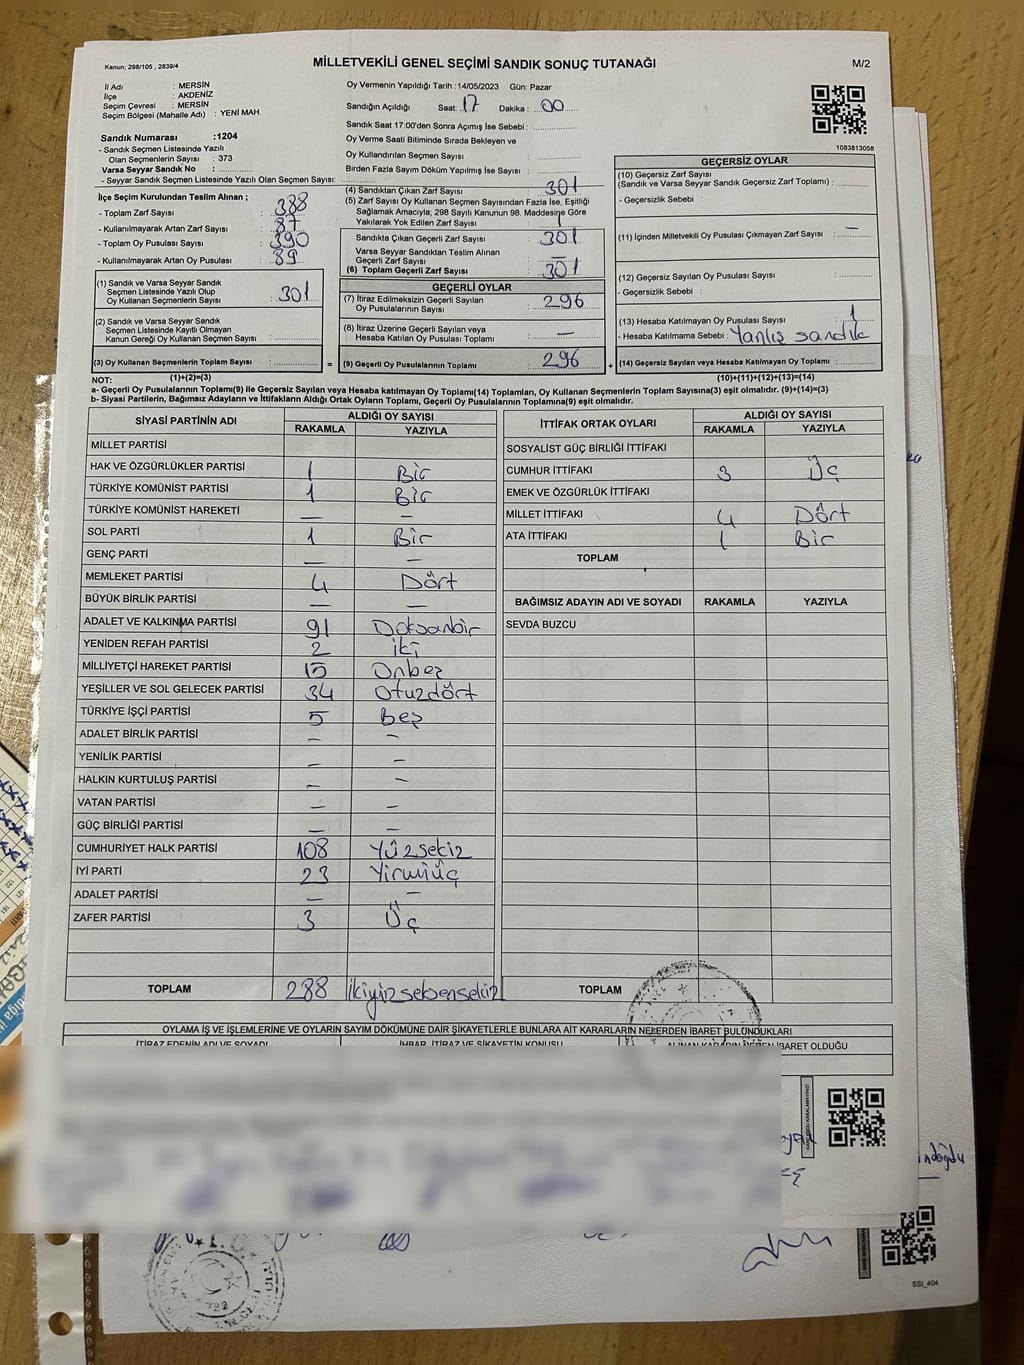 Kanun; 298/105 , 2839/4
MİLLETVEKİLİ GENEL SEÇİMİ SANDIK SONUÇ TUTANAĞI
M/2
İl Adı : MERSİN
İlçe : AKDENİZ
Seçim Çevresi : MERSİN
Seçim Bölgesi (Mahalle Adı) : YENİ MAH.
Sandık Numarası :1204
- Sandık Seçmen Listesinde Yazılı
Olan Seçmenlerin Sayısı : 373
Varsa Seyyar Sandık No :
- Seyyar Sandık Seçmen Listesinde Yazılı Olan Seçmen Sayısı:
İlçe Seçim Kurulundan Teslim Alınan ;
- Toplam Zarf Sayısı : 388
- Kullanılmayarak Artan Zarf Sayısı : 87
- Toplam Oy Pusulası Sayısı : 390
- Kullanılmayarak Artan Oy Pusulası : 89
(1) Sandık ve Varsa Seyyar Sandık
Seçmen Listesinde Yazılı Olup
Oy Kullanan Seçmenlerin Sayısı : 301
(2) Sandık ve Varsa Seyyar Sandık
Seçmen Listesinde Kayıtlı Olmayan
Kanun Gereği Oy Kullanan Seçmenler :
(3) Oy Kullanan Seçmenlerin Toplam Sayısı :
Oy Vermenin Yapıldığı Tarih :14/05/2023 Gün: Pazar
Sandığın Açıldığı Saat: 17 Dakika : 00
Sandık Saat 17:00'den Sonra Açımış İse Sebebi :
Oy Verme Saati Bitiminde Sırada Bekleyen ve
Oy Kullandırılan Seçmen Sayısı :
Birden Fazla Sayım Döküm Yapılmış İse Sayısı :
(4) Sandıktan Çıkan Zarf Sayısı : 301
(5) Zarf Sayısı Oy Kullanan Seçmen Sayısından Fazla İse, Eşitliği
Sağlamak Amacıyla; 298 Sayılı Kanunun 98. Maddesine Göre
Yakılarak Yok Edilen Zarf Sayısı :
Sandıkta Çıkan Geçerli Zarf Sayısı : 301
Varsa Seyyar Sandıktan Teslim Alınan
Geçerli Zarf Sayısı : —
(6) Toplam Geçerli Zarf Sayısı : 301
GEÇERLİ OYLAR
(7) İtiraz Edilmeksizin Geçerli Sayılan
Oy Pusulalarının Sayısı : 296
(8) İtiraz Üzerine Geçerli Sayılan veya
Hesaba Katılan Oy Pusulası Toplamı : —
= (9) Geçerli Oy Pusulalarının Toplamı : 296
1083813058
GEÇERSİZ OYLAR
(10) Geçersiz Zarf Sayısı
(Sandık ve Varsa Seyyar Sandık Geçersiz Zarf Toplamı) :
- Geçersizlik Sebebi :
(11) İçinden Milletvekili Oy Pusulası Çıkmayan Zarf Sayısı : —
(12) Geçersiz Sayılan Oy Pusulası Sayısı :
- Geçersizlik Sebebi :
(13) Hesaba Katılmayan Oy Pusulası Sayısı : 1
- Hesaba Katılmama Sebebi : Yanlış sandık
+ (14) Geçersiz Sayılan veya Hesaba Katılmayan Oy Toplamı :
NOT: (1)+(2)=(3) (10)+(11)+(12)+(13)=(14)
a- Geçerli Oy Pusulalarının Toplamı(9) ile Geçersiz Sayılan veya Hesaba katılmayan Oy Toplamı(14) Toplamları, Oy Kullanan Seçmenlerin Toplam Sayısına(3) eşit olmalıdır. (9)+(14)=(3)
b- Siyasi Partilerin, Bağımsız Adayların ve İttifakların Aldığı Ortak Oyların Toplamı, Geçerli Oy Pusulalarının Toplamına(9) eşit olmalıdır.
SİYASİ PARTİNİN ADI ALDIĞI OY SAYISI
RAKAMLA YAZIYLA
MİLLET PARTİSİ
HAK VE ÖZGÜRLÜKLER PARTİSİ 1 Bir
TÜRKİYE KOMÜNİST PARTİSİ 1 Bir
TÜRKİYE KOMÜNİST HAREKETİ — —
SOL PARTİ 1 Bir
GENÇ PARTİ — —
MEMLEKET PARTİSİ 4 Dört
BÜYÜK BİRLİK PARTİSİ — —
ADALET VE KALKINMA PARTİSİ 91 Doksanbir
YENİDEN REFAH PARTİSİ 2 İki
MİLLİYETÇİ HAREKET PARTİSİ 15 Onbeş
YEŞİLLER VE SOL GELECEK PARTİSİ 34 Otuzdört
TÜRKİYE İŞÇİ PARTİSİ 5 Beş
ADALET BİRLİK PARTİSİ — —
YENİLİK PARTİSİ — —
HALKIN KURTULUŞ PARTİSİ — —
VATAN PARTİSİ — —
GÜÇ BİRLİĞİ PARTİSİ — —
CUMHURİYET HALK PARTİSİ 108 Yüzsekiz
İYİ PARTİ 23 Yirmiüç
ADALET PARTİSİ — —
ZAFER PARTİSİ 3 Üç
TOPLAM 288 İkiyüzseksensekiz
İTTİFAK ORTAK OYLARI ALDIĞI OY SAYISI
RAKAMLA YAZIYLA
SOSYALİST GÜÇ BİRLİĞİ İTTİFAKI
CUMHUR İTTİFAKI 3 Üç
EMEK VE ÖZGÜRLÜK İTTİFAKI
MİLLET İTTİFAKI 4 Dört
ATA İTTİFAKI 1 Bir
TOPLAM
BAĞIMSIZ ADAYIN ADI VE SOYADI RAKAMLA YAZIYLA
SEVDA BUZCU
TOPLAM
OYLAMA İŞ VE İŞLEMLERİNE VE OYLARIN SAYIM DÖKÜMÜNE DAİR ŞİKAYETLERLE BUNLARA AİT KARARLARIN NELERDEN İBARET BULUNDUKLARI
İTİRAZ EDENİN ADI VE SOYADI İHBAR, İTİRAZ VE ŞİKAYETİN KONUSU ALINAN KARARIN NEDEN İBARET OLDUĞU
SSI_404